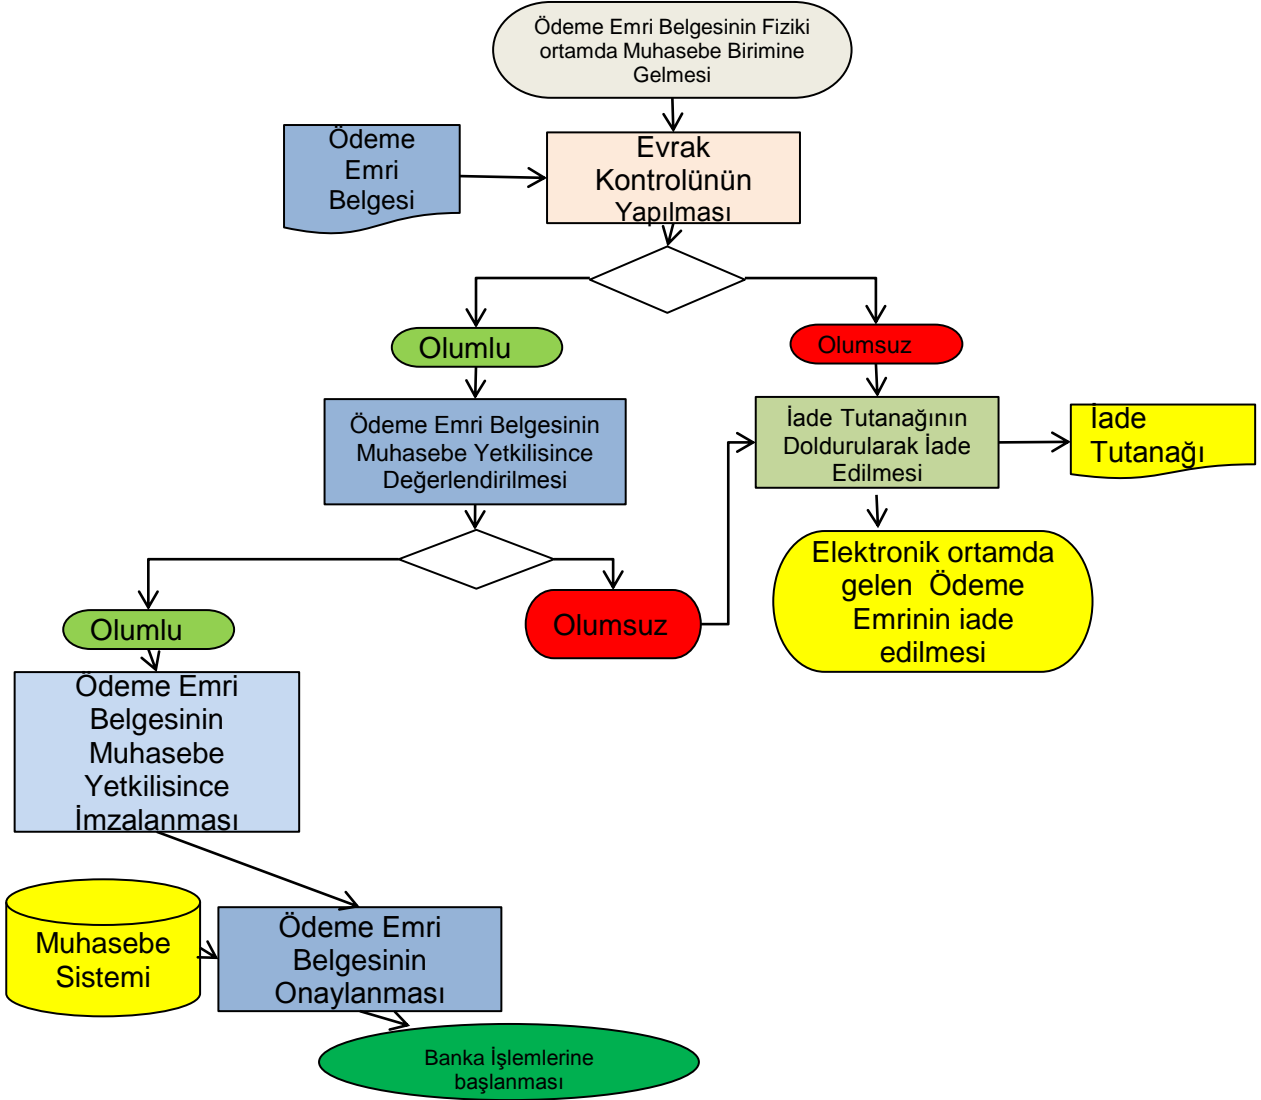 Ödeme Emri Belgesinin Fiziki
ortamda Muhasebe Birimine
Gelmesi
Ödeme
Emri
Belgesi
Evrak
Kontrolünün
Yapılması
Olumlu
Olumsuz
Ödeme Emri Belgesinin
Muhasebe Yetkilisince
Değerlendirilmesi
İade Tutanağının
Doldurularak İade
Edilmesi
İade
Tutanağı
Elektronik ortamda
gelen Ödeme
Emrinin iade
edilmesi
Olumlu
Olumsuz
Ödeme Emri
Belgesinin
Muhasebe
Yetkilisince
İmzalanması
Muhasebe
Sistemi
Ödeme Emri
Belgesinin
Onaylanması
Banka İşlemlerine
başlanması